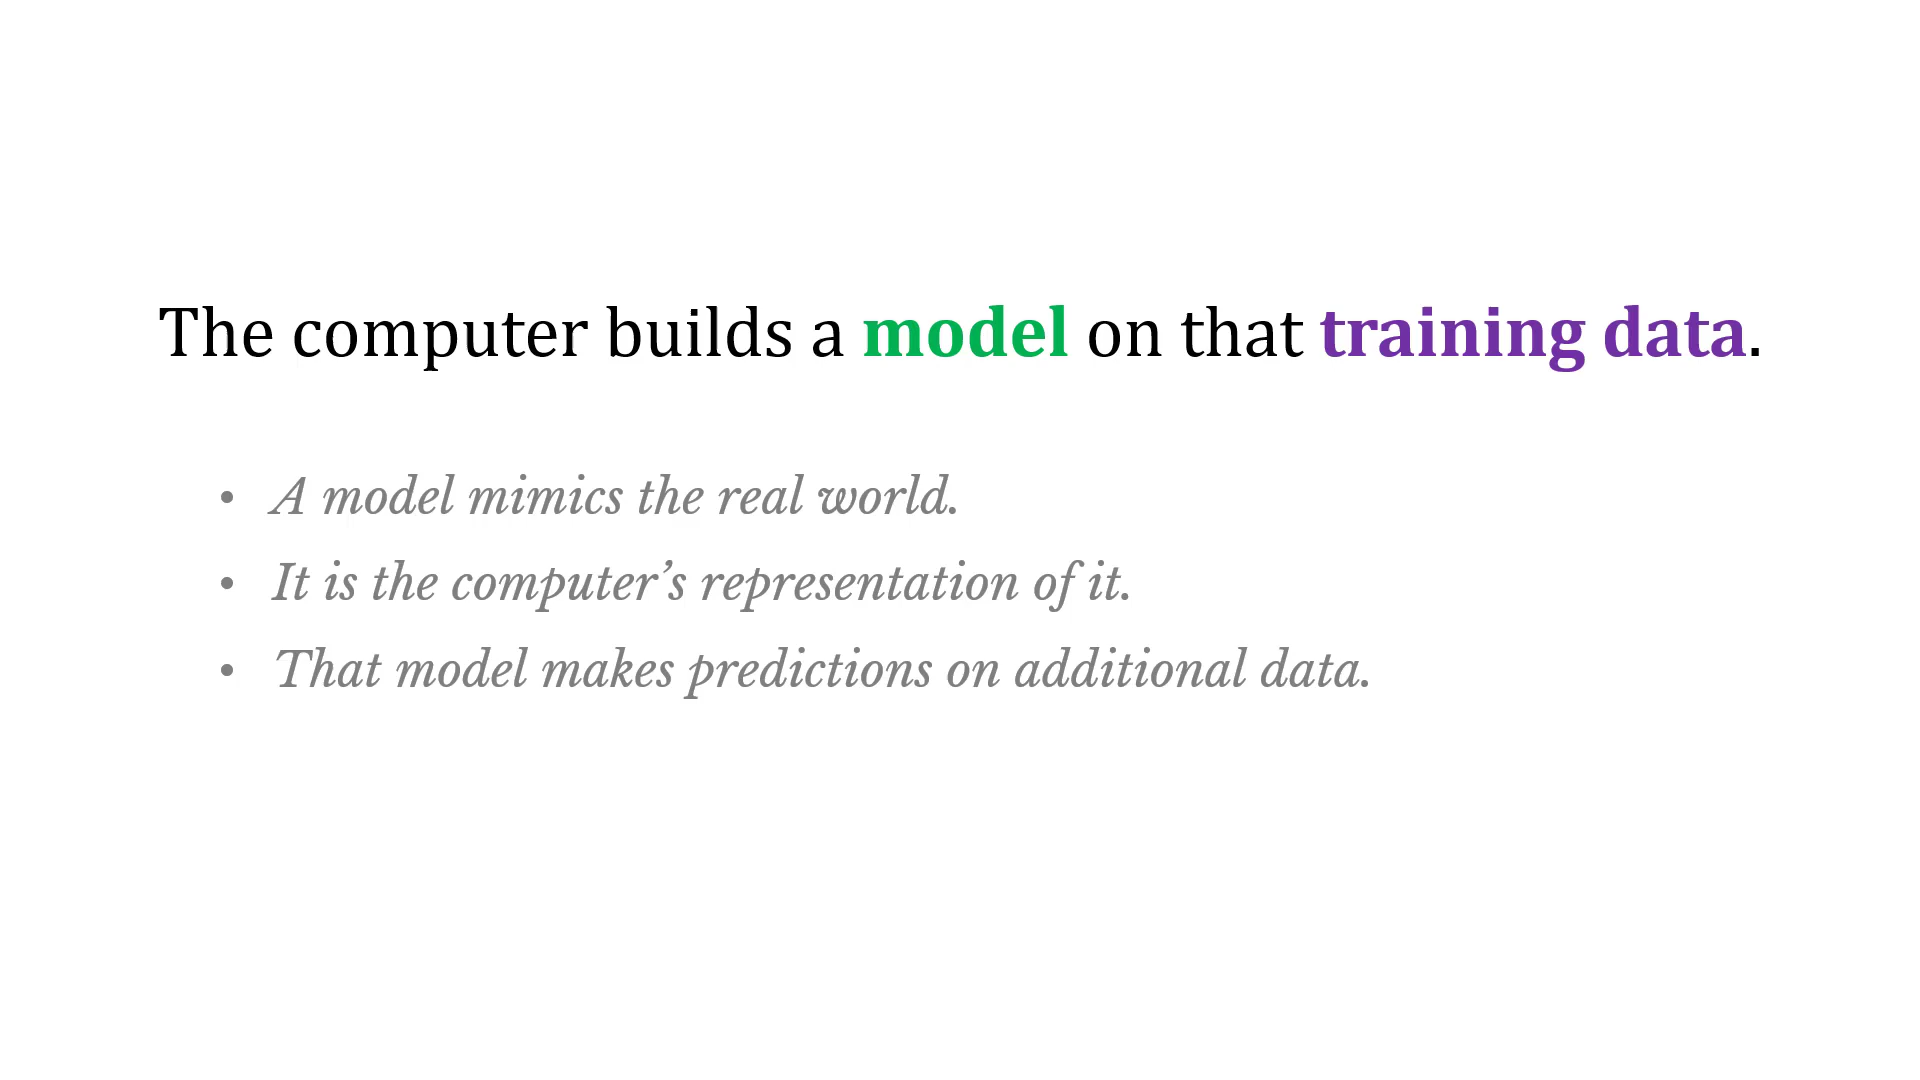 The computer builds a model on that training data.
• A model mimics the real world.
• It is the computer’s representation of it.
• That model makes predictions on additional data.